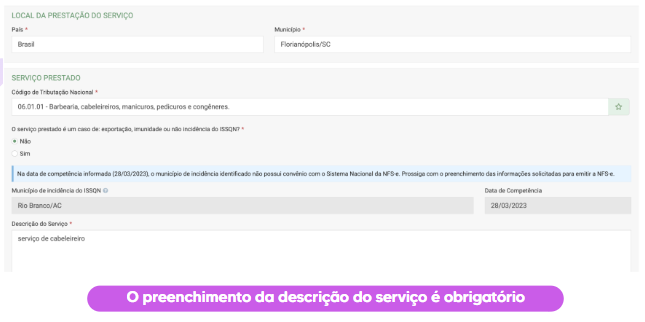 LOCAL DA PRESTAÇÃO DO SERVIÇO
País * Município *
Brasil Florianópolis/SC
SERVIÇO PRESTADO
Código de Tributação Nacional *
06.01.01 - Barbearia, cabeleireiros, manicuros, pedicuros e congêneres.
O serviço prestado é um caso de: exportação, imunidade ou não incidência do ISSQN? *
Não
Sim
Na data de competência informada (28/03/2023), o município de incidência identificado não possui convênio com o Sistema Nacional da NFS-e. Prossiga com o preenchimento das informações solicitadas para emitir a NFS-e.
Município de incidência do ISSQN Data de Competência
Rio Branco/AC 28/03/2023
Descrição do Serviço *
serviço de cabeleireiro
O preenchimento da descrição do serviço é obrigatório